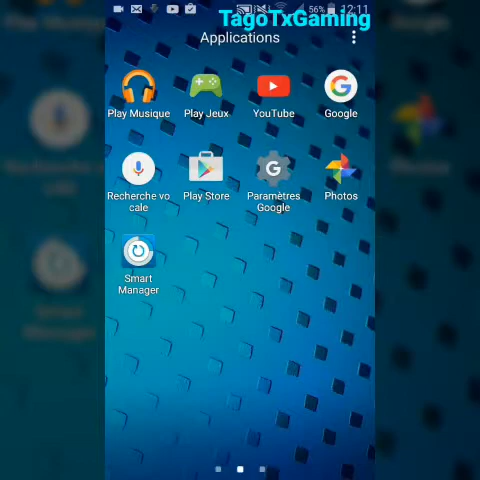 TagoTxGaming
56% 12:11
Applications
Play Musique Play Jeux YouTube Google
Recherche vo
cale
Play Store
Paramètres
Google
Photos
Smart
Manager